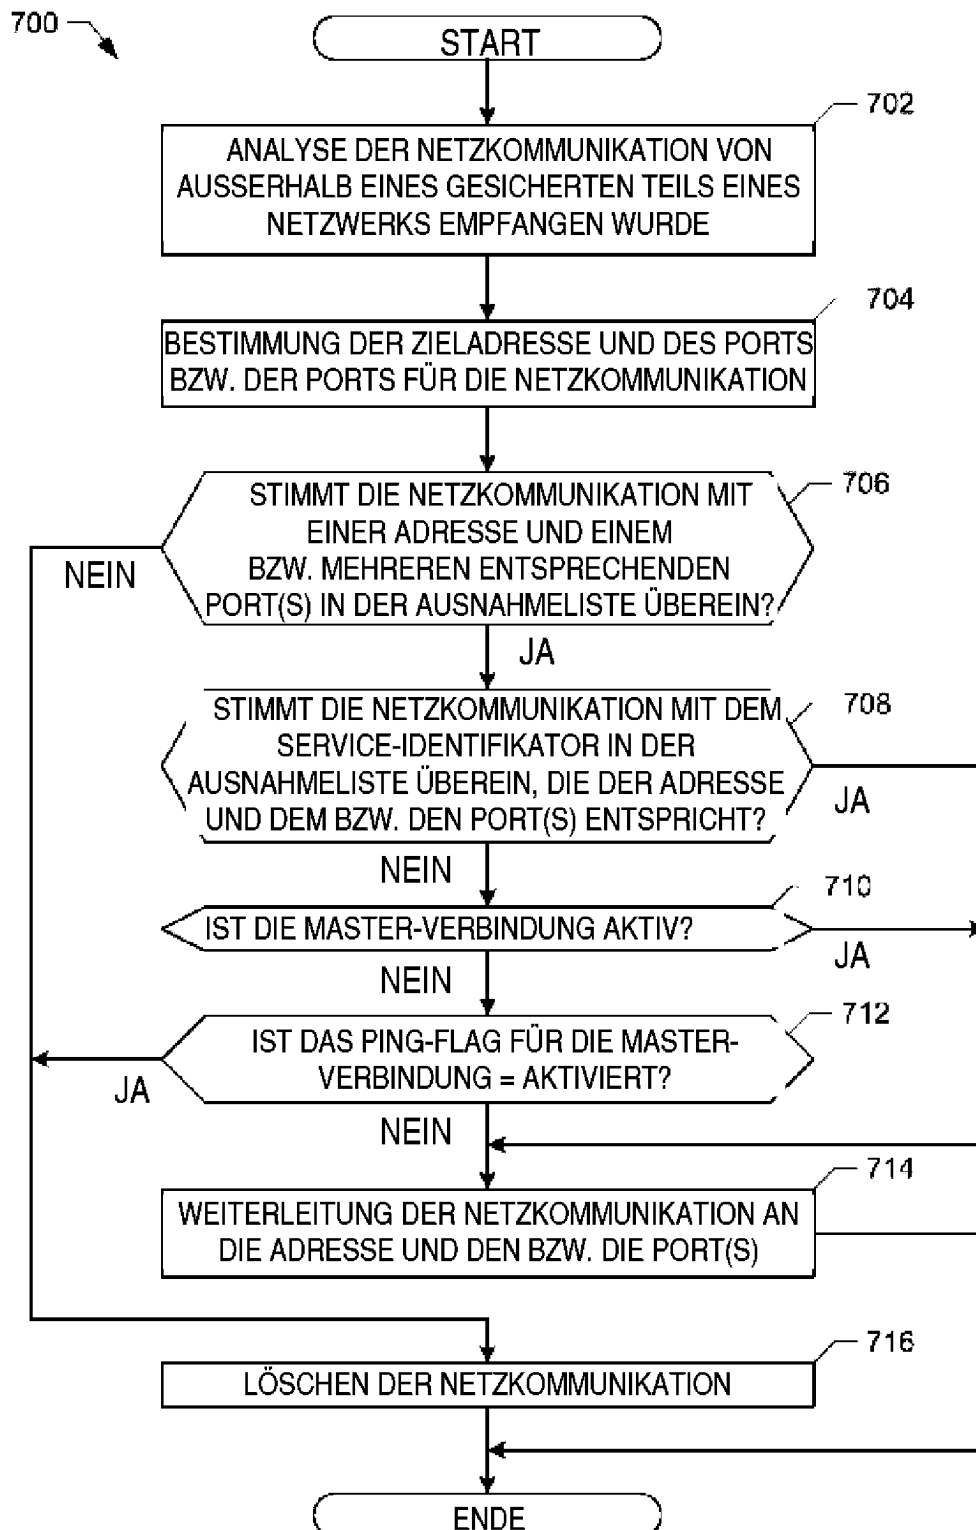 700
START
702
ANALYSE DER NETZKOMMUNIKATION VON
AUSSERHALB EINES GESICHERTEN TEILS EINES
NETZWERKS EMPFANGEN WURDE
704
BESTIMMUNG DER ZIELADRESSE UND DES PORTS
BZW. DER PORTS FÜR DIE NETZKOMMUNIKATION
706
STIMMT DIE NETZKOMMUNIKATION MIT
EINER ADRESSE UND EINEM
BZW. MEHREREN ENTSPRECHENDEN
PORT(S) IN DER AUSNAHMELISTE ÜBEREIN?
NEIN
JA
708
STIMMT DIE NETZKOMMUNIKATION MIT DEM
SERVICE-IDENTIFIKATOR IN DER
AUSNAHMELISTE ÜBEREIN, DIE DER ADRESSE
UND DEM BZW. DEN PORT(S) ENTSPRICHT?
JA
NEIN
710
IST DIE MASTER-VERBINDUNG AKTIV?
JA
NEIN
712
IST DAS PING-FLAG FÜR DIE MASTER-
VERBINDUNG = AKTIVIERT?
JA
NEIN
714
WEITERLEITUNG DER NETZKOMMUNIKATION AN
DIE ADRESSE UND DEN BZW. DIE PORT(S)
716
LÖSCHEN DER NETZKOMMUNIKATION
ENDE